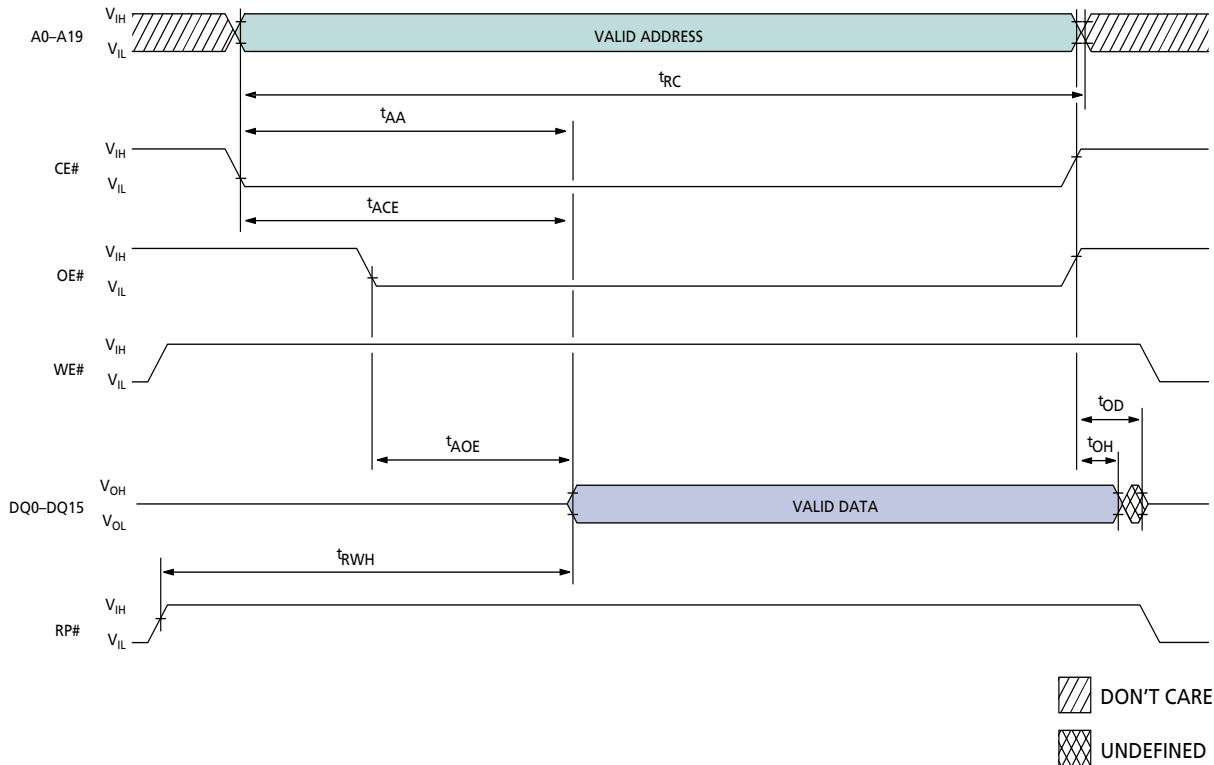 A0–A19
VIH
VIL
VALID ADDRESS
tRC
tAA
CE#
VIH
VIL
tACE
OE#
VIH
VIL
WE#
VIH
VIL
tOD
tAOE
tOH
DQ0–DQ15
VOH
VOL
VALID DATA
tRWH
RP#
VIH
VIL
DON'T CARE
UNDEFINED